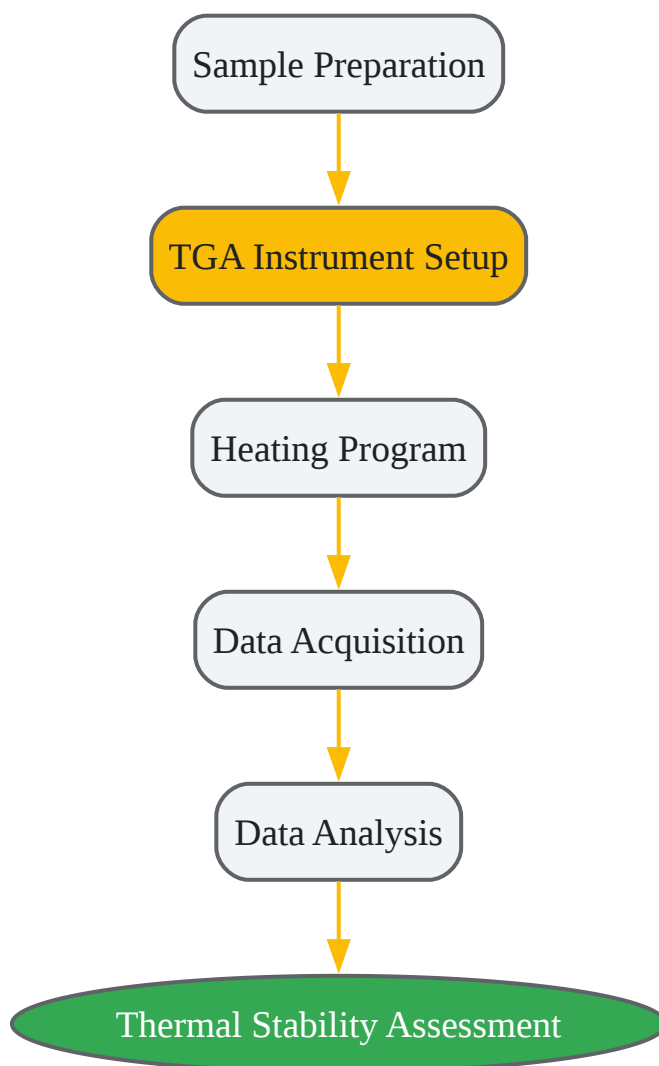 Sample Preparation
TGA Instrument Setup
Heating Program
Data Acquisition
Data Analysis
Thermal Stability Assessment